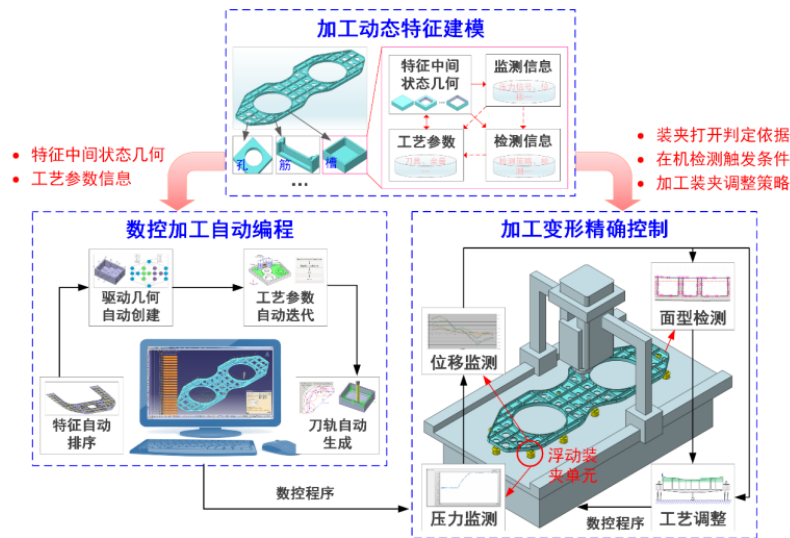 加工动态特征建模
特征中间
状态几何
监测信息
工艺参数
检测信息
孔
筋
槽
...
特征中间状态几何
工艺参数信息
装夹打开判定依据
在机检测触发条件
加工装夹调整策略
数控加工自动编程
驱动几何
自动创建
工艺参数
自动迭代
特征自动
排序
刀轨自动
生成
数控程序
加工变形精确控制
位移监测
面型检测
浮动装
夹单元
压力监测
工艺调整
数控程序